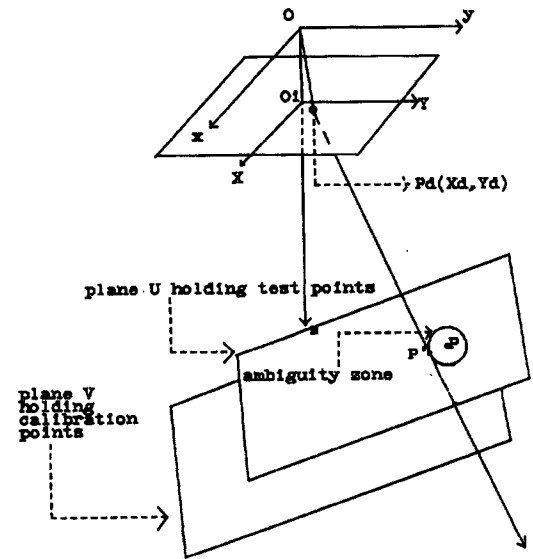 O
y
Oi
Y
x
X
Pd(Xd,Yd)
plane U holding test points
z
P'
P
ambiguity zone
plane V
holding
calibration
points